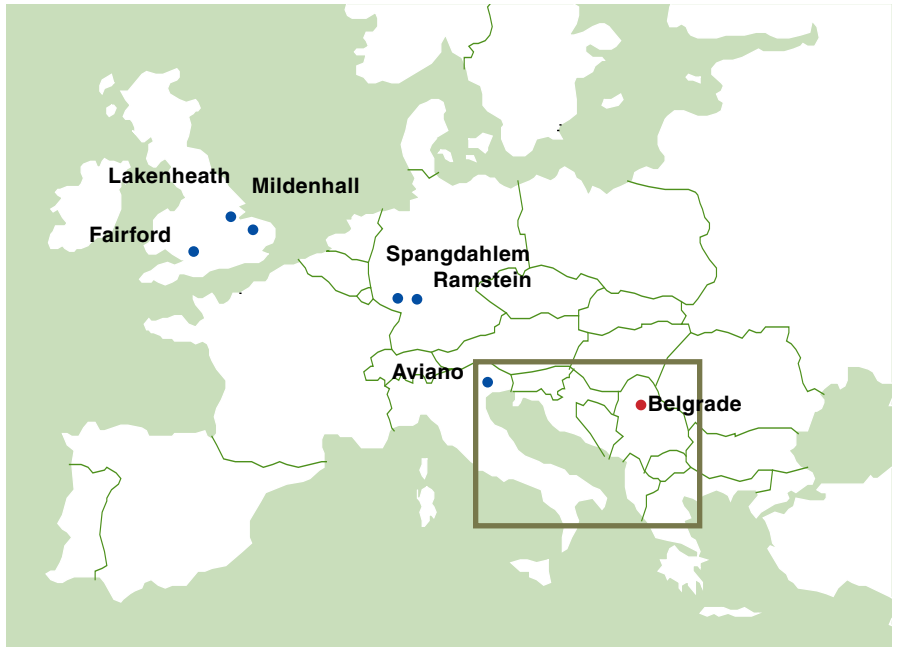 Lakenheath
Mildenhall
Fairford
Spangdahlem
Ramstein
Aviano
Belgrade